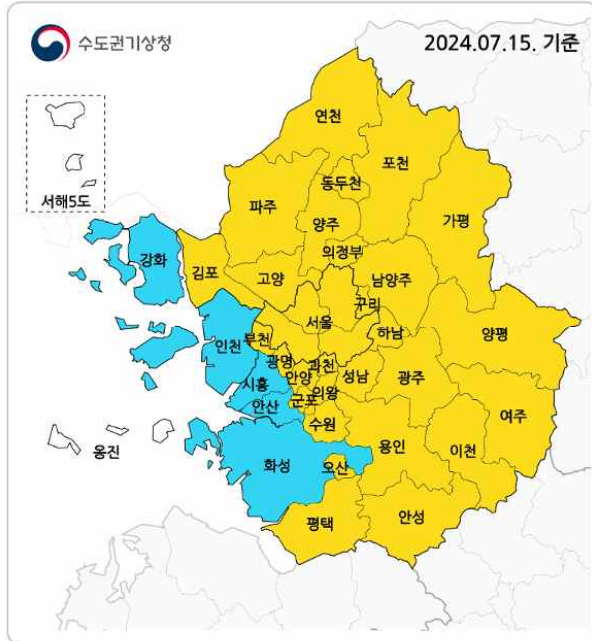 수도권기상청
2024.07.15. 기준
서해5도
연천
포천
동두천
파주
양주
가평
의정부
강화
김포
고양
남양주
구리
서울
하남
양평
인천
부천
광명
과천
안양
성남
광주
시흥
의왕
군포
안산
수원
여주
용인
이천
옹진
화성
오산
평택
안성